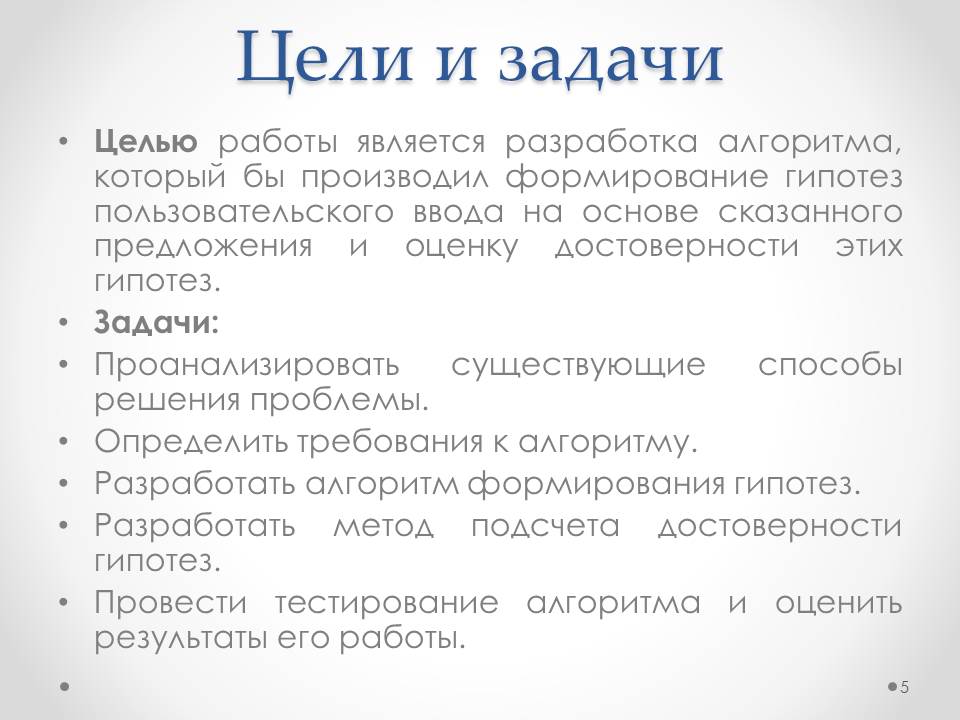 Цели и задачи
• Целью работы является разработка алгоритма,
который бы производил формирование гипотез
пользовательского ввода на основе сказанного
предложения и оценку достоверности этих
гипотез.
• Задачи:
• Проанализировать существующие способы
решения проблемы.
• Определить требования к алгоритму.
• Разработать алгоритм формирования гипотез.
• Разработать метод подсчета достоверности
гипотез.
• Провести тестирование алгоритма и оценить
результаты его работы.
5